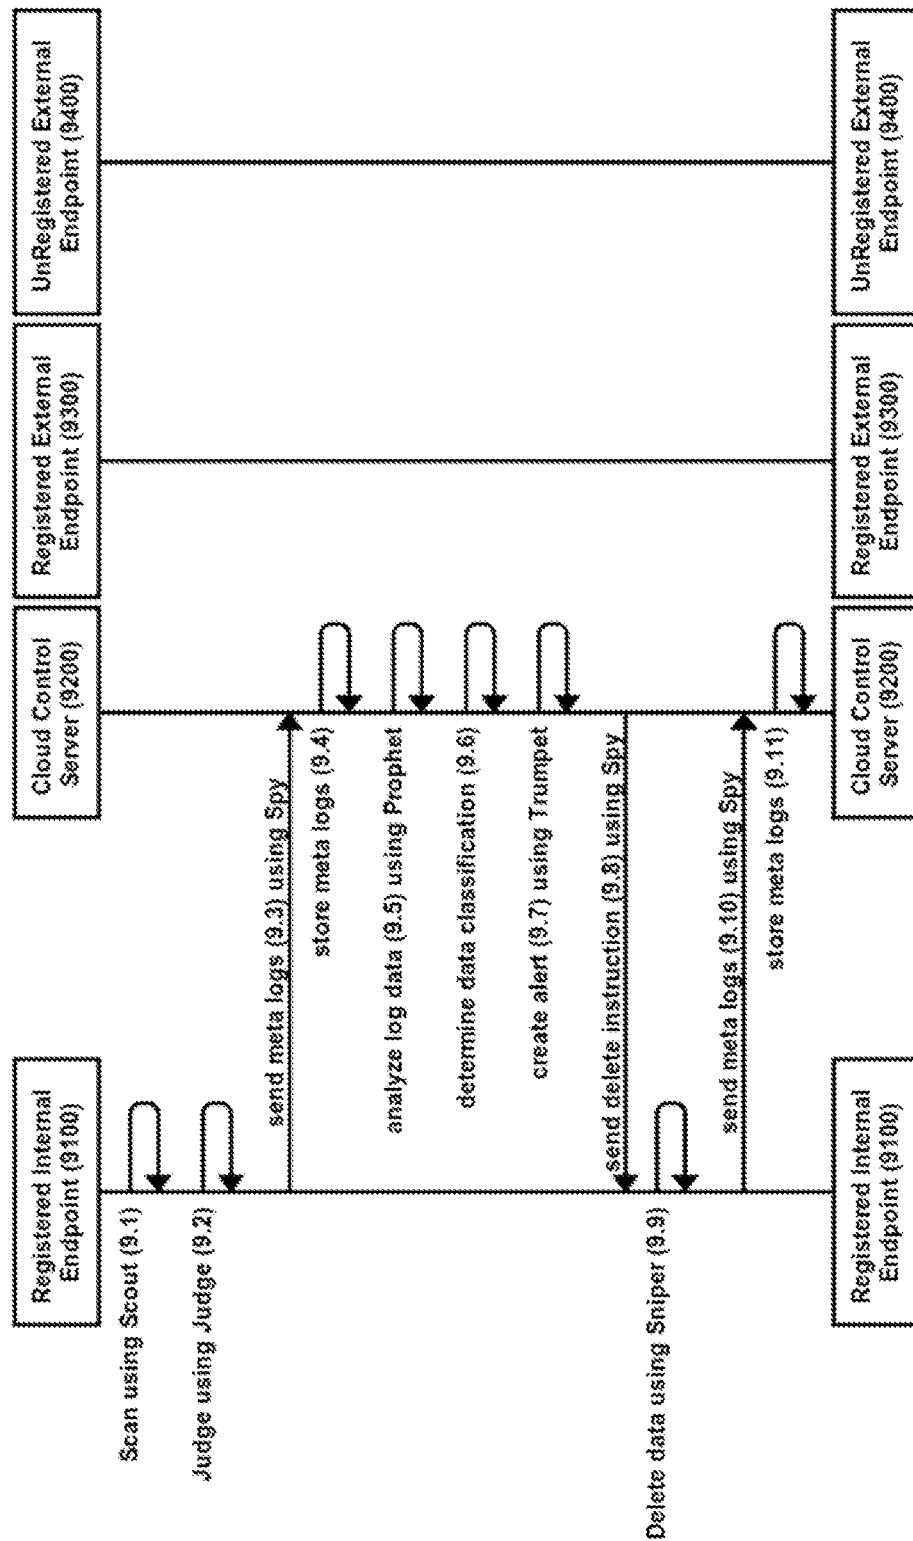 Registered Internal
Endpoint (9100)
Cloud Control
Server (9200)
Registered External
Endpoint (9300)
UnRegistered External
Endpoint (9400)
Scan using Scout (9.1)
Judge using Judge (9.2)
send meta logs (9.3) using Spy
store meta logs (9.4)
analyze log data (9.5) using Prophet
determine data classification (9.6)
create alert (9.7) using Trumpet
send delete instruction (9.8) using Spy
Delete data using Sniper (9.9)
send meta logs (9.10) using Spy
store meta logs (9.11)
Registered Internal
Endpoint (9100)
Cloud Control
Server (9200)
Registered External
Endpoint (9300)
UnRegistered External
Endpoint (9400)